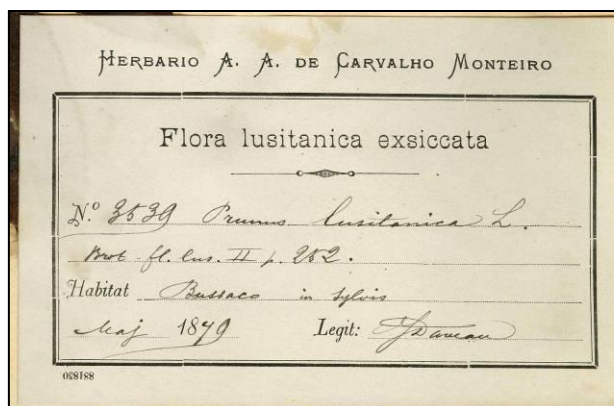 HERBARIO A. A. DE CARVALHO MONTEIRO
Flora lusitanica exsiccata
N.º 3539 Prunus lusitanica L.
Brot. fl. lus. II p. 252.
Habitat Bussaco in sylvis
Maj 1879 Legit: J Daveau
881820